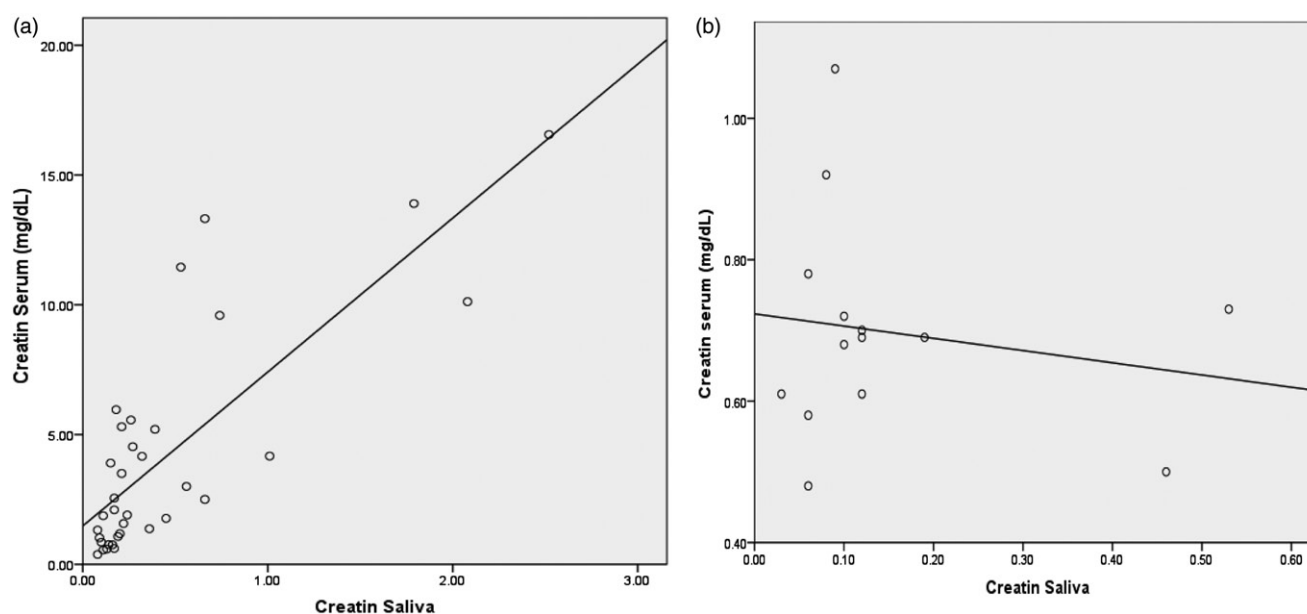 (a)
20.00
15.00
10.00
5.00
0.00
Creatin Serum (mg/dL)
0.00 1.00 2.00 3.00
Creatin Saliva
(b)
1.00
0.80
0.60
0.40
Creatin serum (mg/dL)
0.00 0.10 0.20 0.30 0.40 0.50 0.60
Creatin Saliva